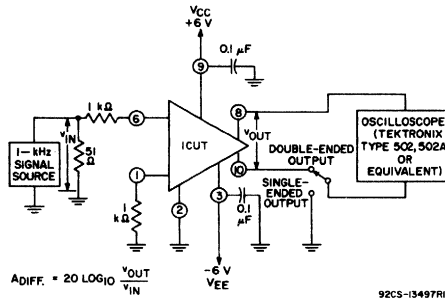 VCC
+6 V
0.1 μF
9
1 kΩ
6
8
VIN
1-kHz
SIGNAL
SOURCE
51
Ω
ICUT
VOUT
OSCILLOSCOPE
(TEKTRONIX
TYPE 502,502A
OR
EQUIVALENT)
DOUBLE-ENDED
OUTPUT
10
1
SINGLE-
ENDED
OUTPUT
1
kΩ
2
3
0.1
μF
-6 V
VEE
ADIFF. = 20 LOG10 VOUT
VIN
92CS-13497R1